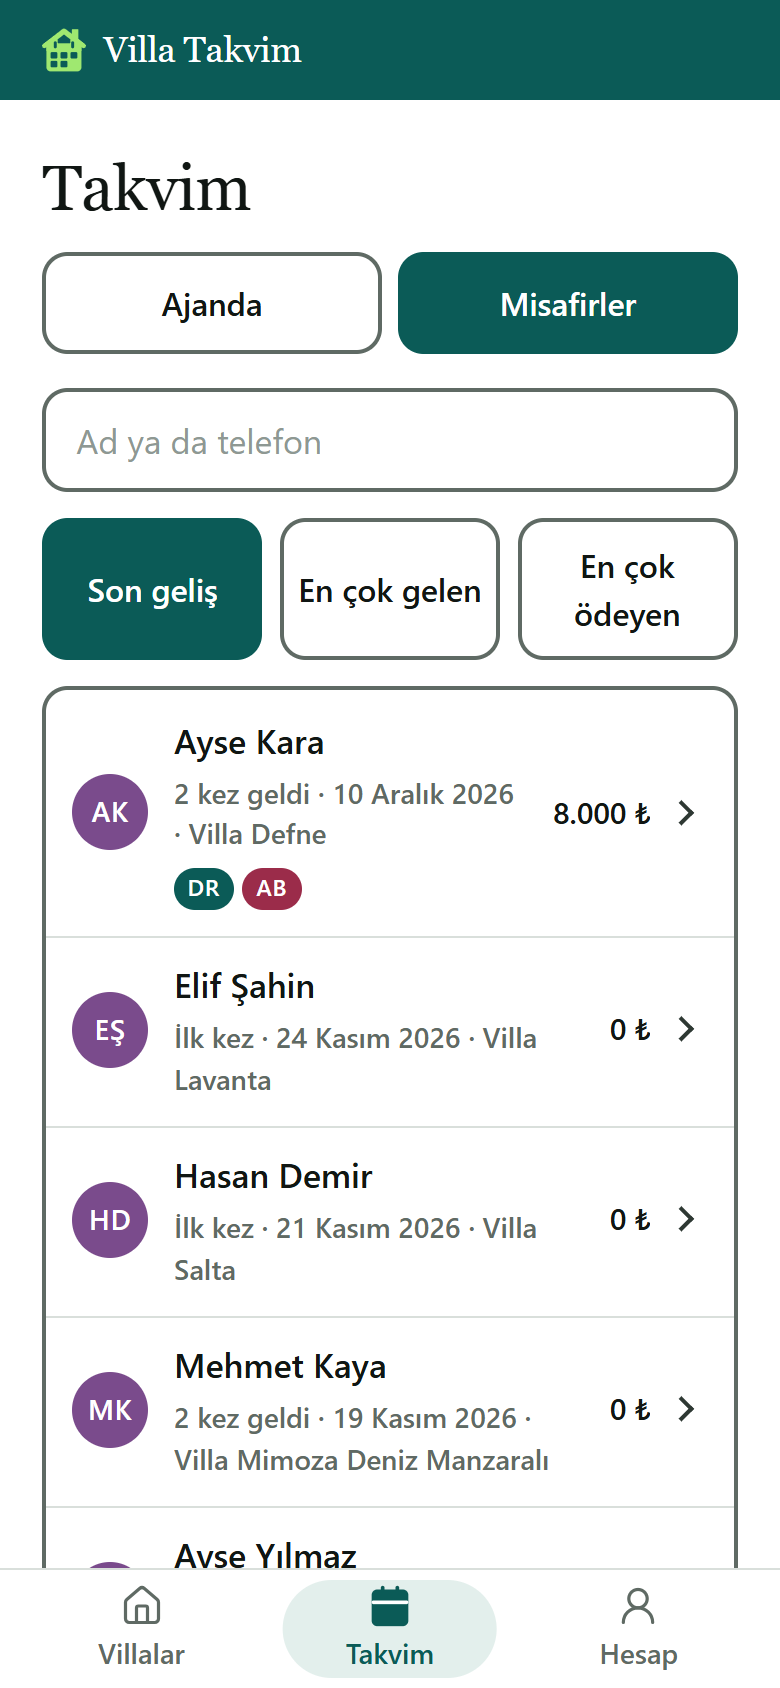 Villa Takvim
Takvim
Ajanda
Misafirler
Ad ya da telefon
Son geliş
En çok gelen
En çok
ödeyen
AK
Ayse Kara
2 kez geldi · 10 Aralık 2026
· Villa Defne
DR
AB
8.000 ₺
EŞ
Elif Şahin
İlk kez · 24 Kasım 2026 · Villa
Lavanta
0 ₺
HD
Hasan Demir
İlk kez · 21 Kasım 2026 · Villa
Salta
0 ₺
MK
Mehmet Kaya
2 kez geldi · 19 Kasım 2026 ·
Villa Mimoza Deniz Manzaralı
0 ₺
Ayse Yılmaz
Villalar
Takvim
Hesap